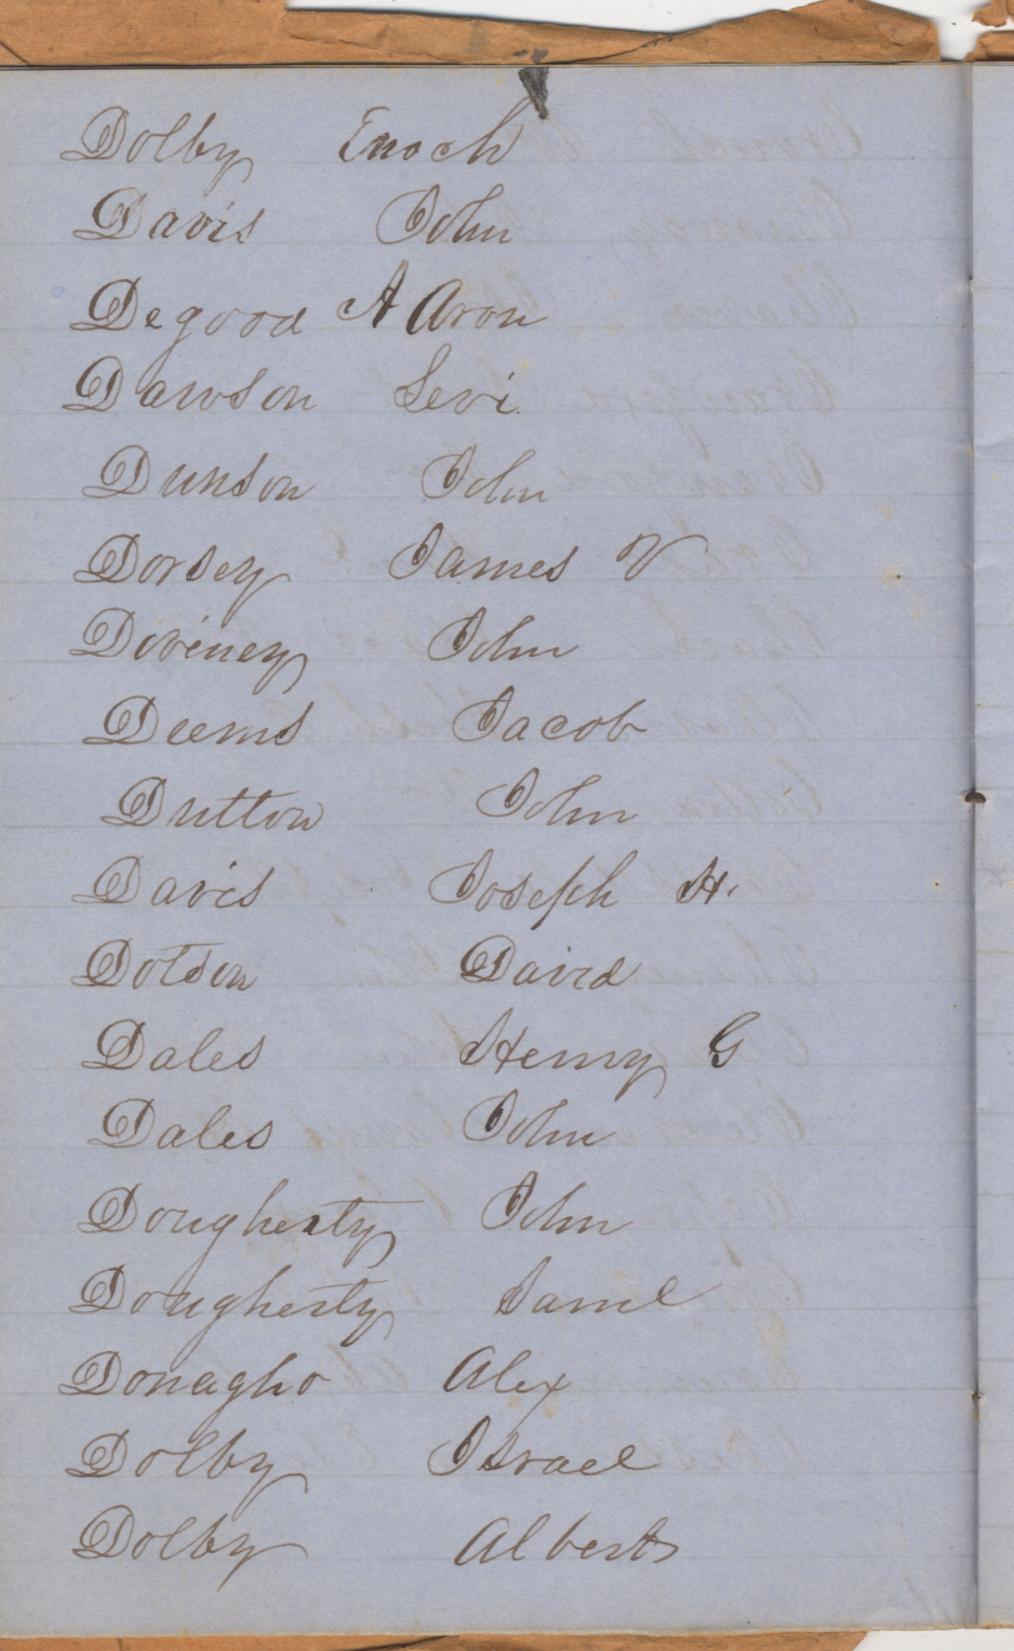 Dolby Enoch
Davis John
Degood AAron
Dawson Levi
Dunson John
Dorsey James V
Doviney John
Deems Jacob
Dutton John
Davis Joseph H.
Dotson David
Dales Henry G
Dales John
Dougherty John
Dougherty Saml
Donagho Alex
Dolby Israel
Dolby Albert